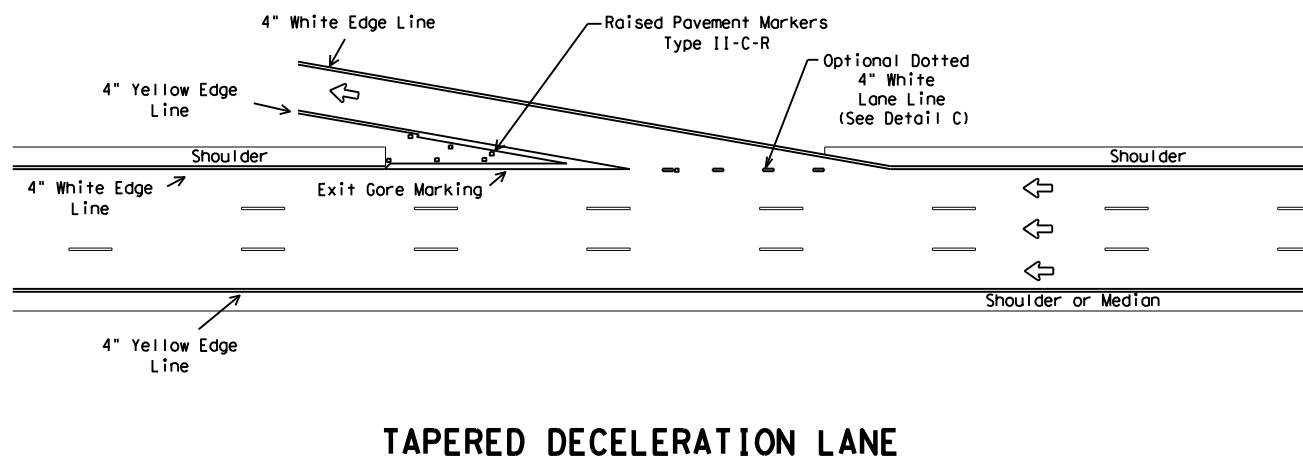 4" White Edge Line
Raised Pavement Markers
Type II-C-R
Optional Dotted
4" White
Lane Line
(See Detail C)
4" Yellow Edge
Line
Shoulder
Shoulder
4" White Edge
Line
Exit Gore Marking
Shoulder or Median
4" Yellow Edge
Line
TAPERED DECELERATION LANE